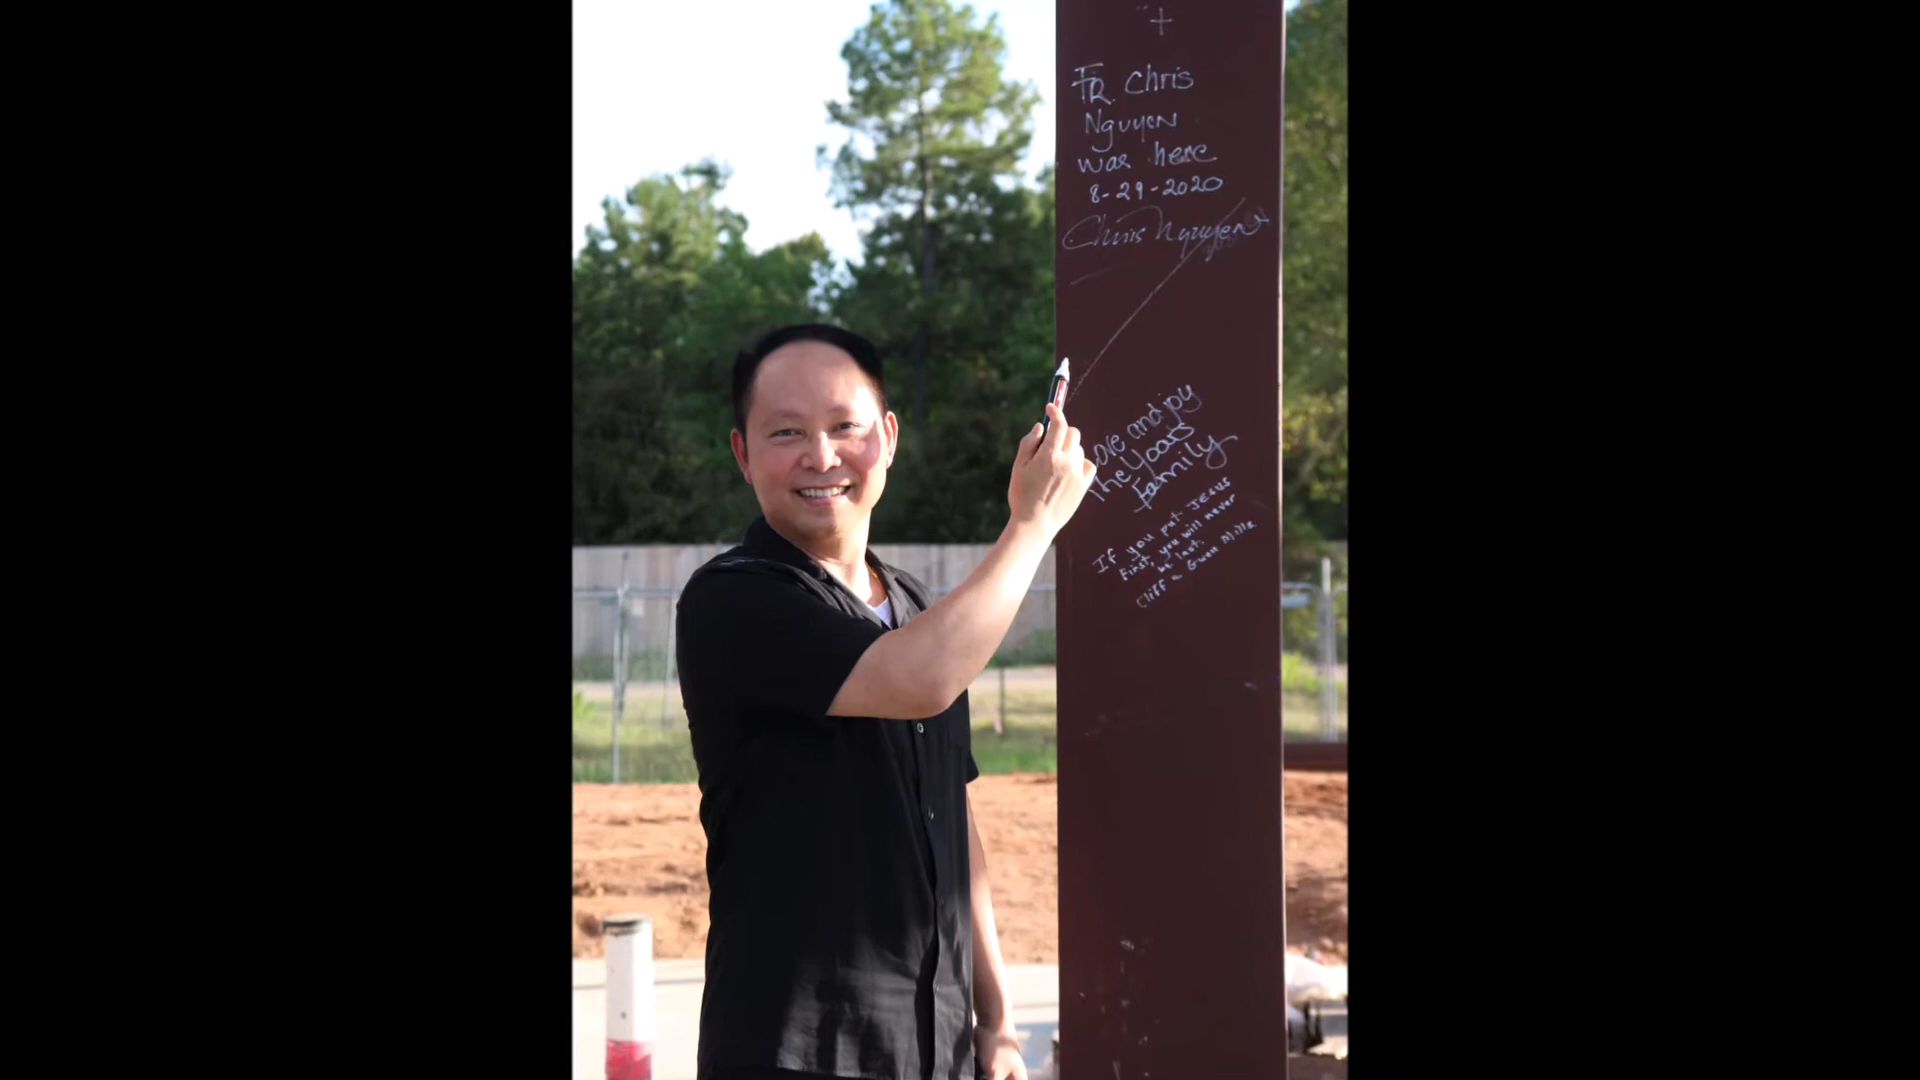 FR. Chris
Nguyen
was here
8-29-2020
Chris Nguyen
Love and joy
The Yoars
Family
If you put JESUS
First, you will never
be last.
Cliff & Gwen Mills